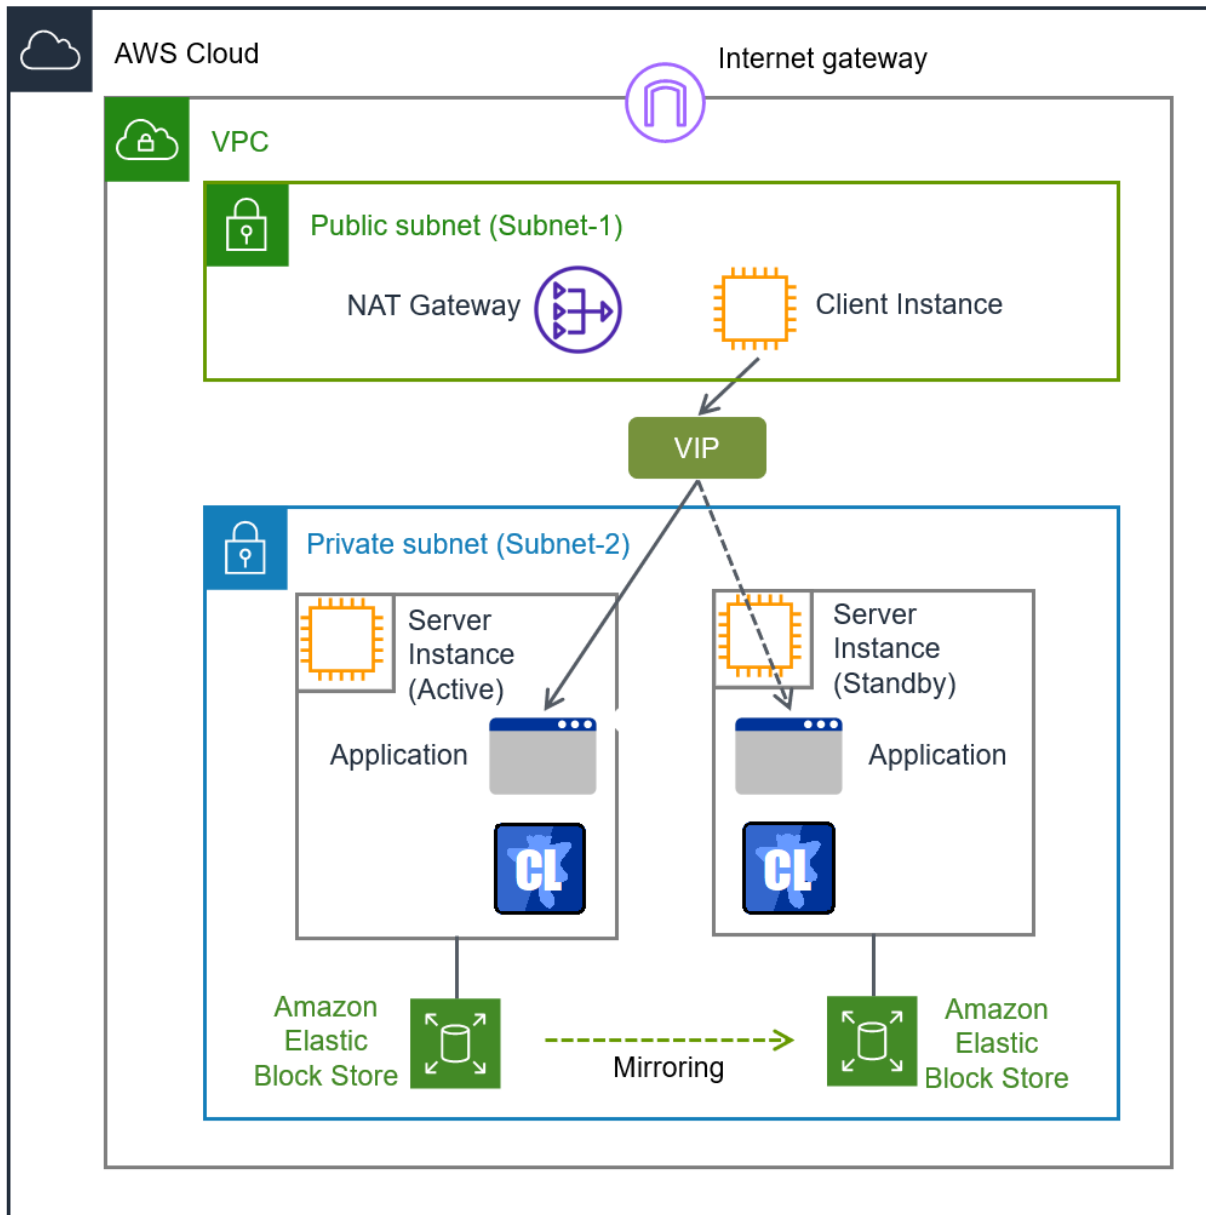 AWS Cloud
Internet gateway
VPC
Public subnet (Subnet-1)
NAT Gateway
Client Instance
VIP
Private subnet (Subnet-2)
Server
Instance
(Active)
Server
Instance
(Standby)
Application
Application
CL
CL
Amazon
Elastic
Block Store
Mirroring
Amazon
Elastic
Block Store